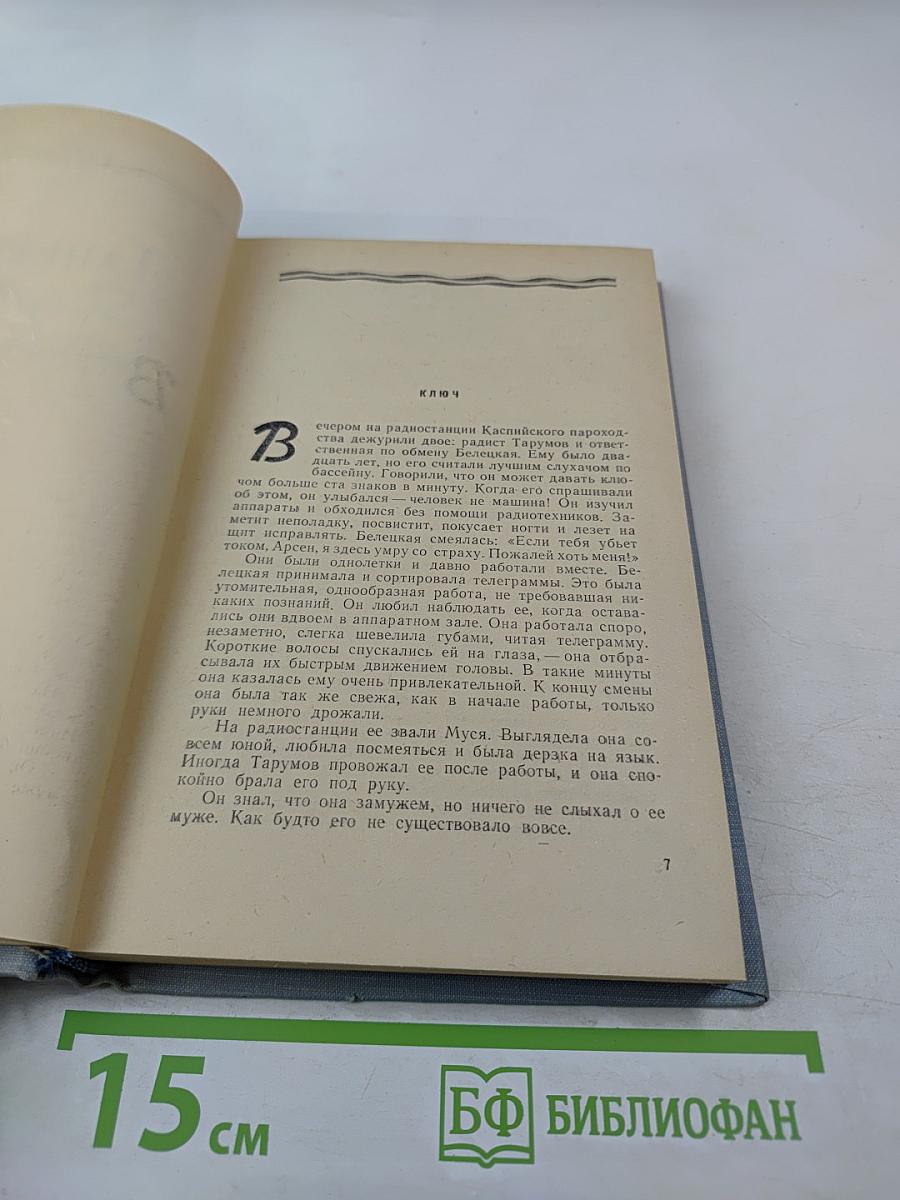 КЛЮЧ
Вечером на радиостанции Каспийского пароход-
ства дежурили двое: радист Тарумов и ответ-
ственная по обмену Белецкая. Ему было два-
дцать лет, но его считали лучшим слухачом по
бассейну. Говорили, что он может давать клю-
чом больше ста знаков в минуту. Когда его спрашивали
об этом, он улыбался — человек не машина! Он изучил
аппараты и обходился без помощи радиотехников. За-
метит неполадку, посвистит, покусает ногти и лезет на
щит исправлять. Белецкая смеялась: «Если тебя убьет
током, Арсен, я здесь умру со страху. Пожалей хоть меня!»
Они были однолетки и давно работали вместе. Бе-
лецкая принимала и сортировала телеграммы. Это была
утомительная, однообразная работа, не требовавшая ни-
каких познаний. Он любил наблюдать ее, когда остава-
лись они вдвоем в аппаратном зале. Она работала споро,
незаметно, слегка шевелила губами, читая телеграмму.
Короткие волосы спускались ей на глаза, — она отбра-
сывала их быстрым движением головы. В такие минуты
она казалась ему очень привлекательной. К концу смены
она была так же свежа, как в начале работы, только
руки немного дрожали.
На радиостанции ее звали Муся. Выглядела она со-
всем юной, любила посмеяться и была дерзка на язык.
Иногда Тарумов провожал ее после работы, и она спо-
койно брала его под руку.
Он знал, что она замужем, но ничего не слыхал о ее
муже. Как будто его не существовало вовсе.
7
15 см
БФ БИБЛИОФАН